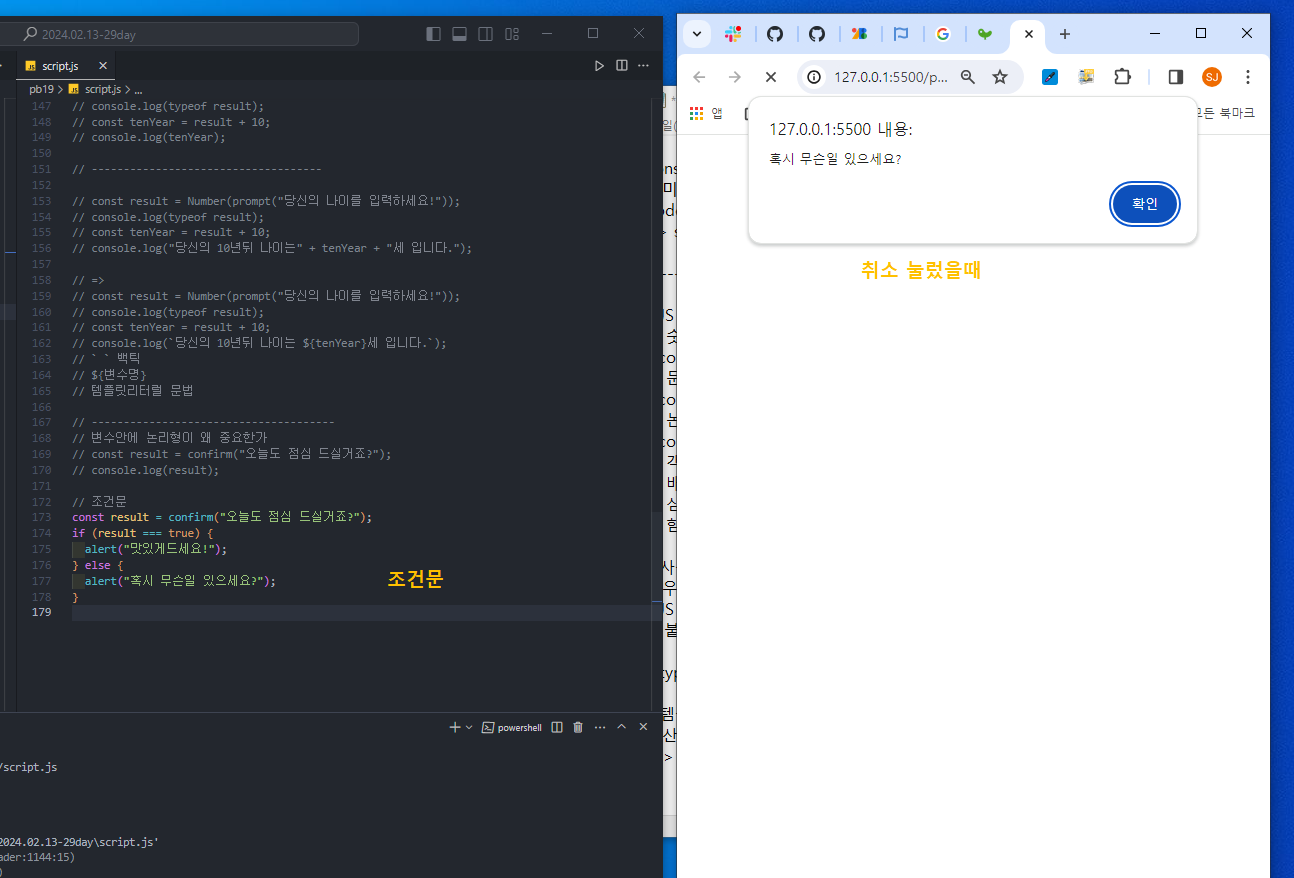 2024.02.13-29day
script.js
pb19 > script.js > ...
147 // console.log(typeof result);
148 // const tenYear = result + 10;
149 // console.log(tenYear);
150
151 // ------------------------------------
152
153 // const result = Number(prompt("당신의 나이를 입력하세요!"));
154 // console.log(typeof result);
155 // const tenYear = result + 10;
156 // console.log("당신의 10년뒤 나이는" + tenYear + "세 입니다.");
157
158 // =>
159 // const result = Number(prompt("당신의 나이를 입력하세요!"));
160 // console.log(typeof result);
161 // const tenYear = result + 10;
162 // console.log(`당신의 10년뒤 나이는 ${tenYear}세 입니다.`);
163 // ` ` 백틱
164 // ${변수명}
165 //템플릿리터럴 문법
166
167 // --------------------------------------
168 // 변수안에 논리형이 왜 중요한가
169 // const result = confirm("오늘도 점심 드실거죠?");
170 // console.log(result);
171
172 // 조건문
173 const result = confirm("오늘도 점심 드실거죠?");
174 if (result === true) {
175 alert("맛있게드세요!");
176 } else {
177 alert("혹시 무슨일 있으세요?");
178 }
179
조건문
powershell
/script.js
2024.02.13-29day\script.js'
ader:1144:15)
)
127.0.0.1:5500/p...
SJ
앱
모든 북마크
127.0.0.1:5500 내용:
혹시 무슨일 있으세요?
확인
취소 눌렀을때